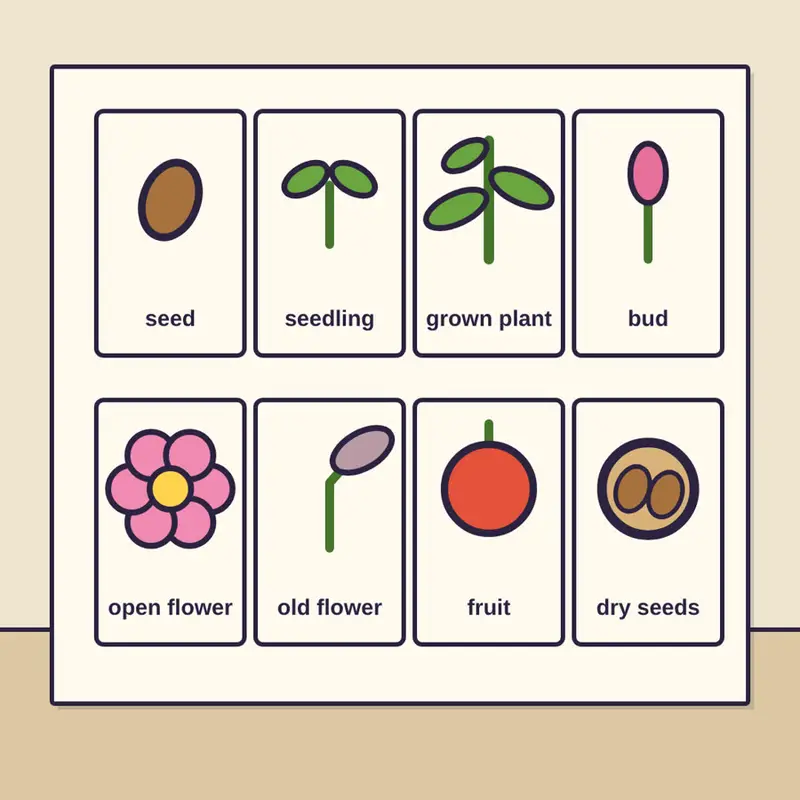 seed
seedling
grown plant
bud
open flower
old flower
fruit
dry seeds